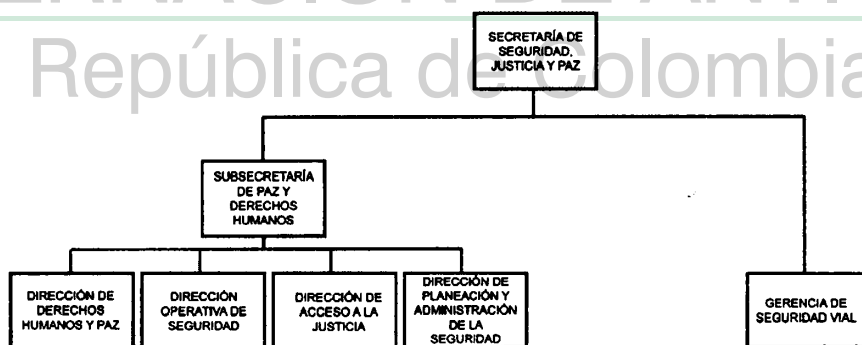 República de Colombia
SECRETARÍA DE
SEGURIDAD,
JUSTICIA Y PAZ
SUBSECRETARÍA
DE PAZ Y
DERECHOS
HUMANOS
DIRECCIÓN DE
DERECHOS
HUMANOS Y PAZ
DIRECCIÓN
OPERATIVA DE
SEGURIDAD
DIRECCIÓN DE
ACCESO A LA
JUSTICIA
DIRECCIÓN DE
PLANEACIÓN Y
ADMINISTRACIÓN
DE LA
SEGURIDAD
GERENCIA DE
SEGURIDAD VIAL